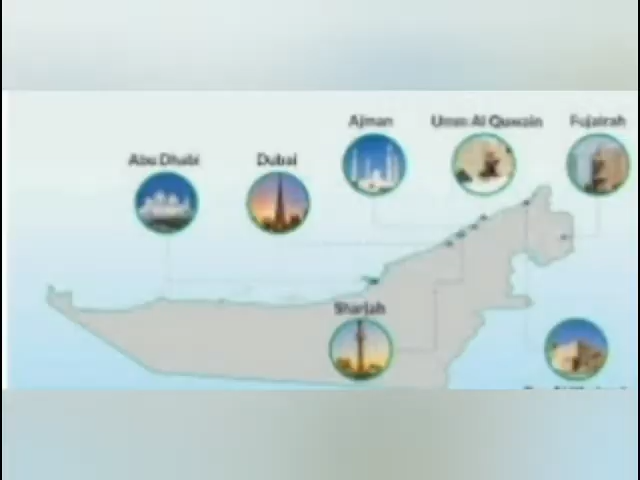 Ajman
Umm Al Quwain
Fujairah
Abu Dhabi
Dubai
Sharjah